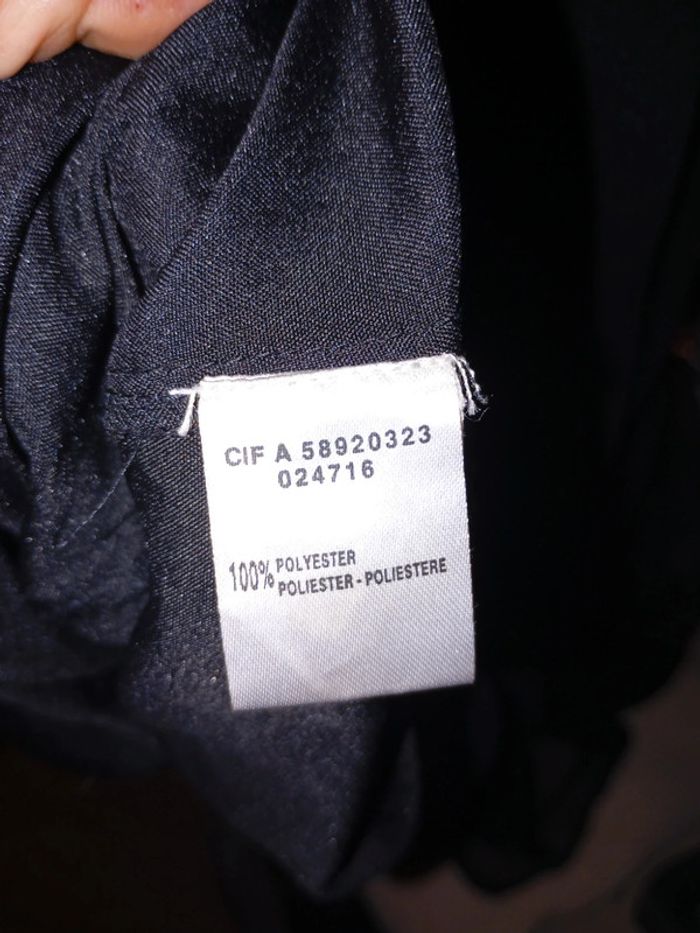 CIF A 58920323
024716
100% POLYESTER
POLIESTER - POLIESTERE